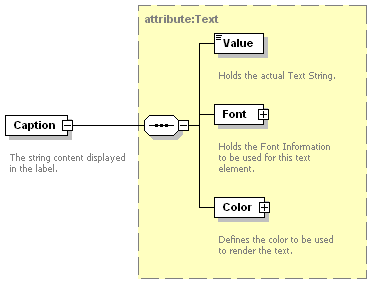 attribute:Text
Value
Holds the actual Text String.
Font
Holds the Font Information
to be used for this text
element.
Caption
The string content displayed
in the label.
Color
Defines the color to be used
to render the text.